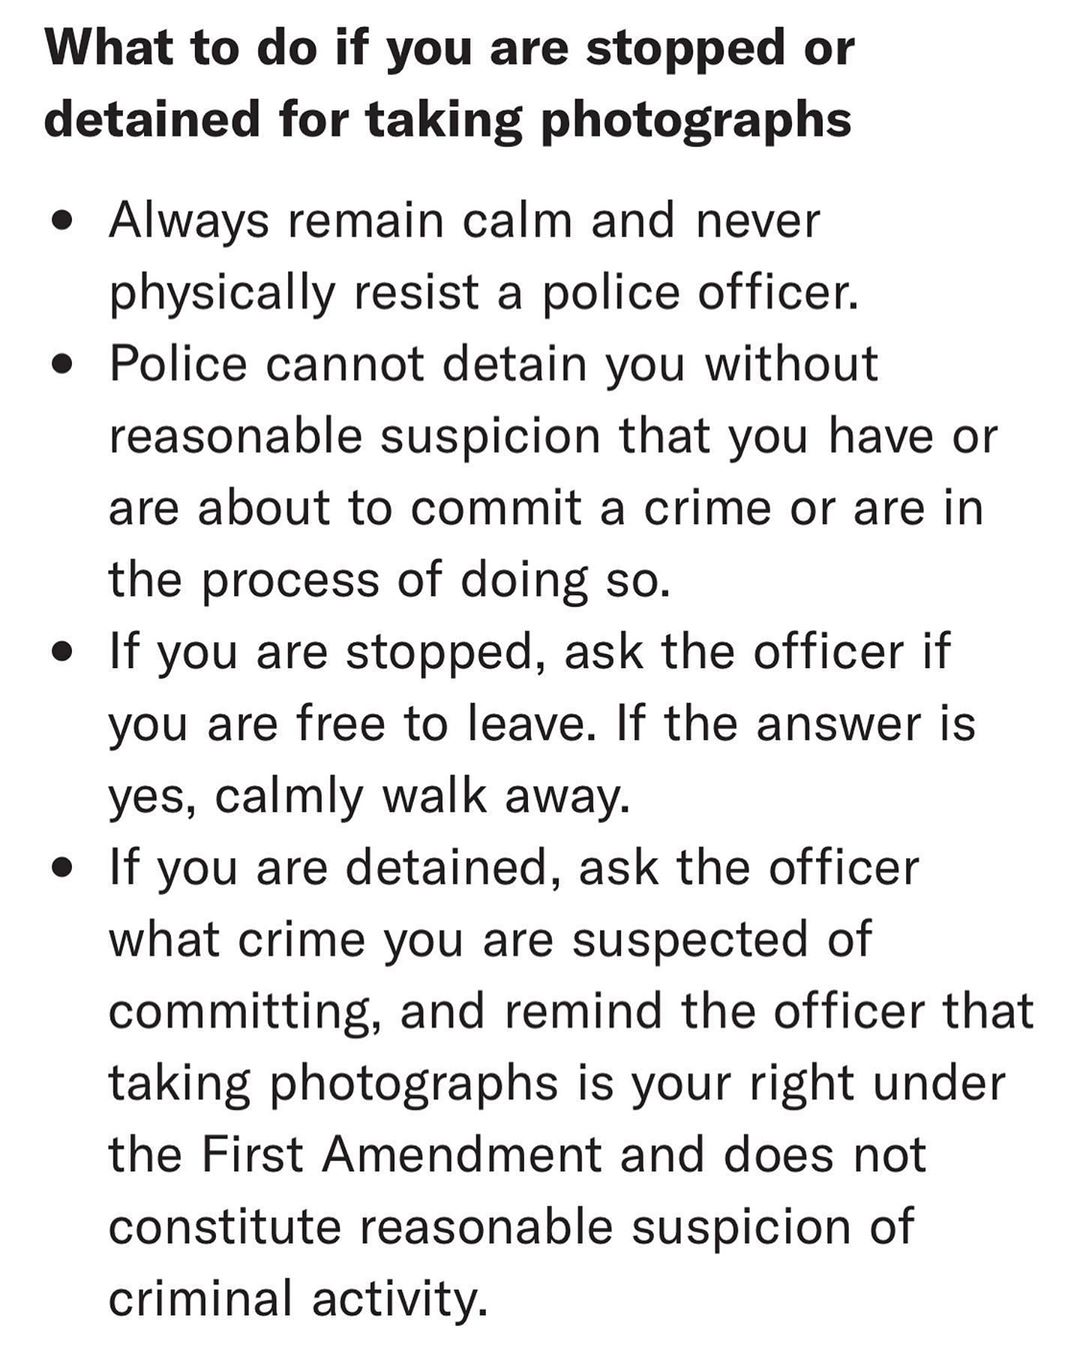 What to do if you are stopped or
detained for taking photographs
• Always remain calm and never
physically resist a police officer.
• Police cannot detain you without
reasonable suspicion that you have or
are about to commit a crime or are in
the process of doing so.
• If you are stopped, ask the officer if
you are free to leave. If the answer is
yes, calmly walk away.
• If you are detained, ask the officer
what crime you are suspected of
committing, and remind the officer that
taking photographs is your right under
the First Amendment and does not
constitute reasonable suspicion of
criminal activity.